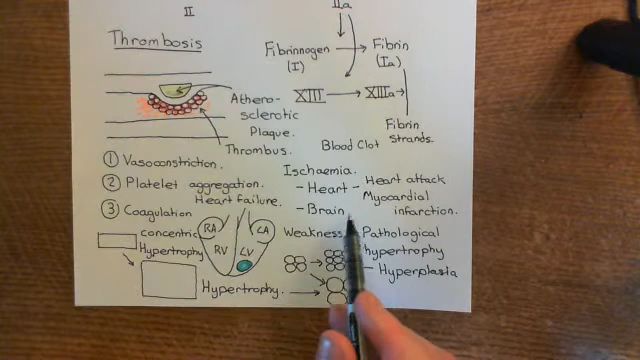 II
IIa
Thrombosis
Fibrinnogen
(I)
Fibrin
(Ia)
XIII
XIIIa
Fibrin
Strands.
Athero-
sclerotic
Plaque.
Thrombus.
Blood Clot
① Vasoconstriction.
② Platelet aggregation.
③ Coagulation
Ischaemia.
- Heart - Heart attack
Myocardial
infarction.
- Brain
Heart Failure.
RA
LA
RV
LV
Concentric
Hypertrophy
Hypertrophy.
Weakness
Pathological
hypertrophy
- Hyperplasia